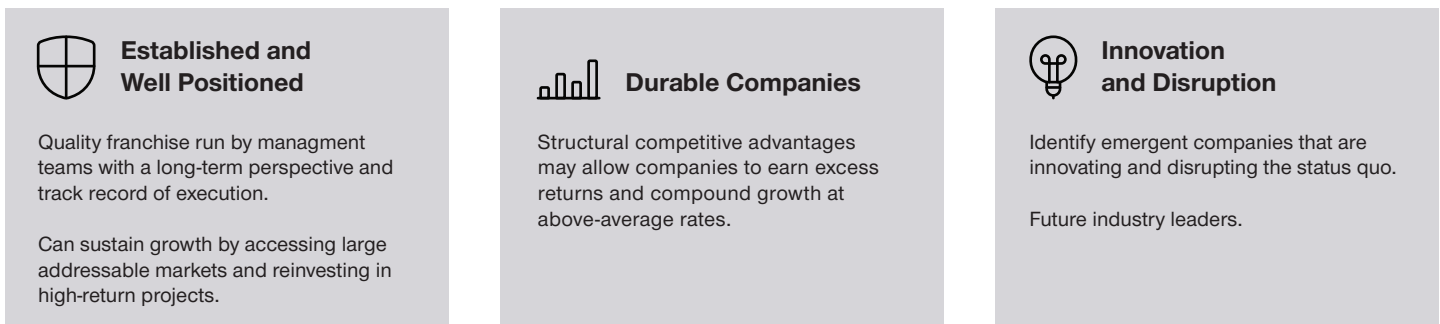 Established and
Well Positioned
Quality franchise run by managment
teams with a long-term perspective and
track record of execution.
Can sustain growth by accessing large
addressable markets and reinvesting in
high-return projects.
Durable Companies
Structural competitive advantages
may allow companies to earn excess
returns and compound growth at
above-average rates.
Innovation
and Disruption
Identify emergent companies that are
innovating and disrupting the status quo.
Future industry leaders.